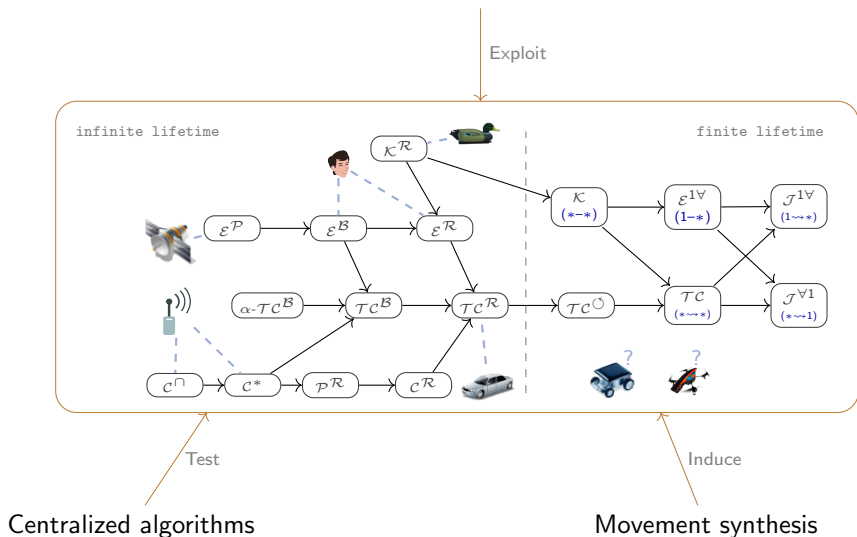 Exploit
infinite lifetime
finite lifetime
𝒦^ℛ
𝒦
(∗−∗)
ℰ^{1∀}
(1−∗)
𝒥^{1∀}
(1⇝∗)
ℰ^𝒫
ℰ^ℬ
ℰ^ℛ
α-𝒯𝒞^ℬ
𝒯𝒞^ℬ
𝒯𝒞^ℛ
𝒯𝒞^↺
𝒯𝒞
(∗⇝∗)
𝒥^{∀1}
(∗⇝1)
𝒞^∩
𝒞^∗
𝒫^ℛ
𝒞^ℛ
? ?
Test
Induce
Centralized algorithms
Movement synthesis